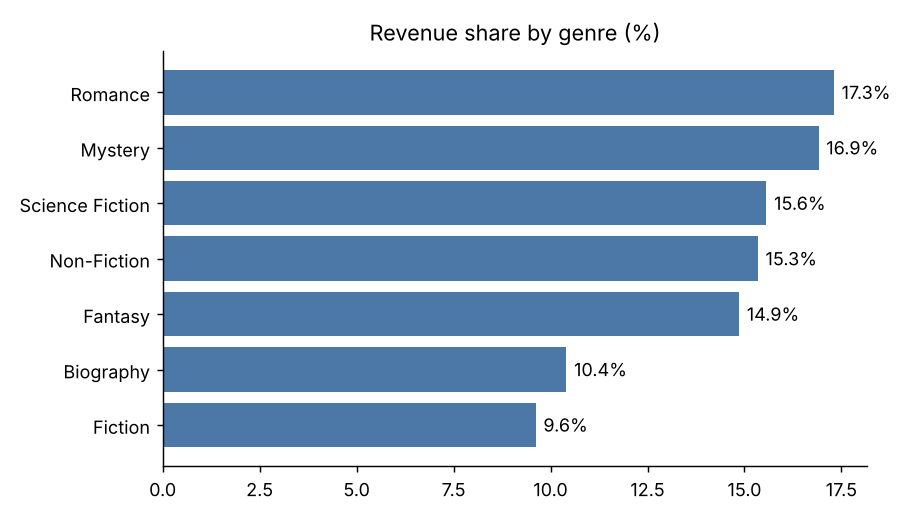 Revenue share by genre (%)
Romance 17.3%
Mystery 16.9%
Science Fiction 15.6%
Non-Fiction 15.3%
Fantasy 14.9%
Biography 10.4%
Fiction 9.6%
0.0 2.5 5.0 7.5 10.0 12.5 15.0 17.5